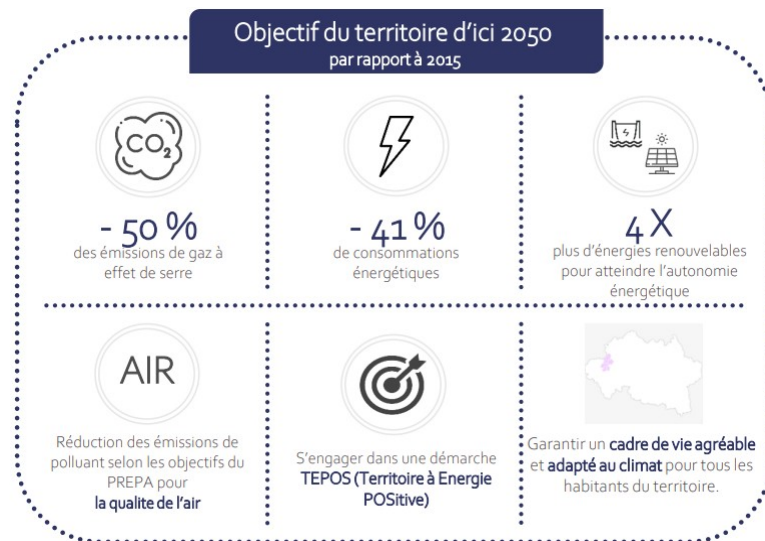 Objectif du territoire d'ici 2050
par rapport à 2015
CO2
- 50 %
des émissions de gaz à
effet de serre
- 41 %
de consommations
énergétiques
4 X
plus d'énergies renouvelables
pour atteindre l'autonomie
énergétique
AIR
Réduction des émissions de
polluant selon les objectifs du
PREPA pour
la qualite de l'air
S'engager dans une démarche
TEPOS (Territoire à Energie
POSitive)
Garantir un cadre de vie agréable
et adapté au climat pour tous les
habitants du territoire.